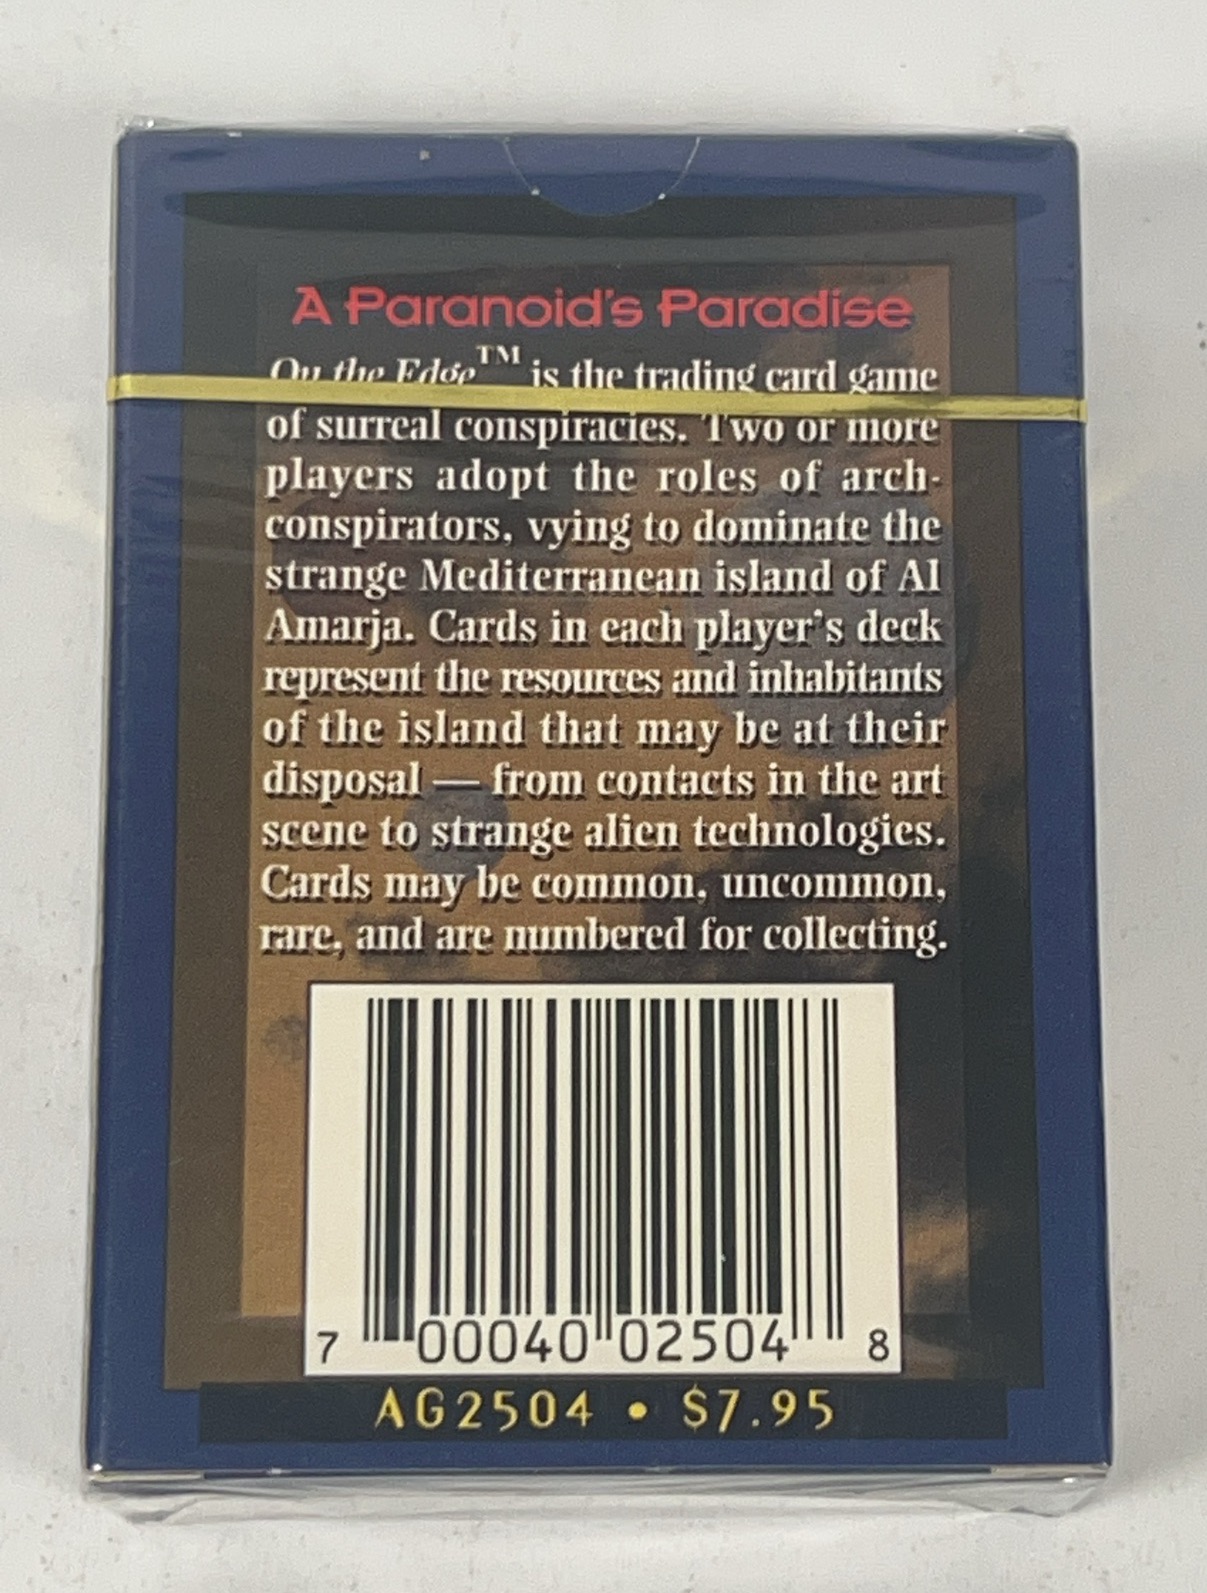 A Paranoid's Paradise
On the Edge™ is the trading card game
of surreal conspiracies. Two or more
players adopt the roles of arch-
conspirators, vying to dominate the
strange Mediterranean island of Al
Amarja. Cards in each player's deck
represent the resources and inhabitants
of the island that may be at their
disposal — from contacts in the art
scene to strange alien technologies.
Cards may be common, uncommon,
rare, and are numbered for collecting.
7 00040 02504 8
AG2504 • $7.95